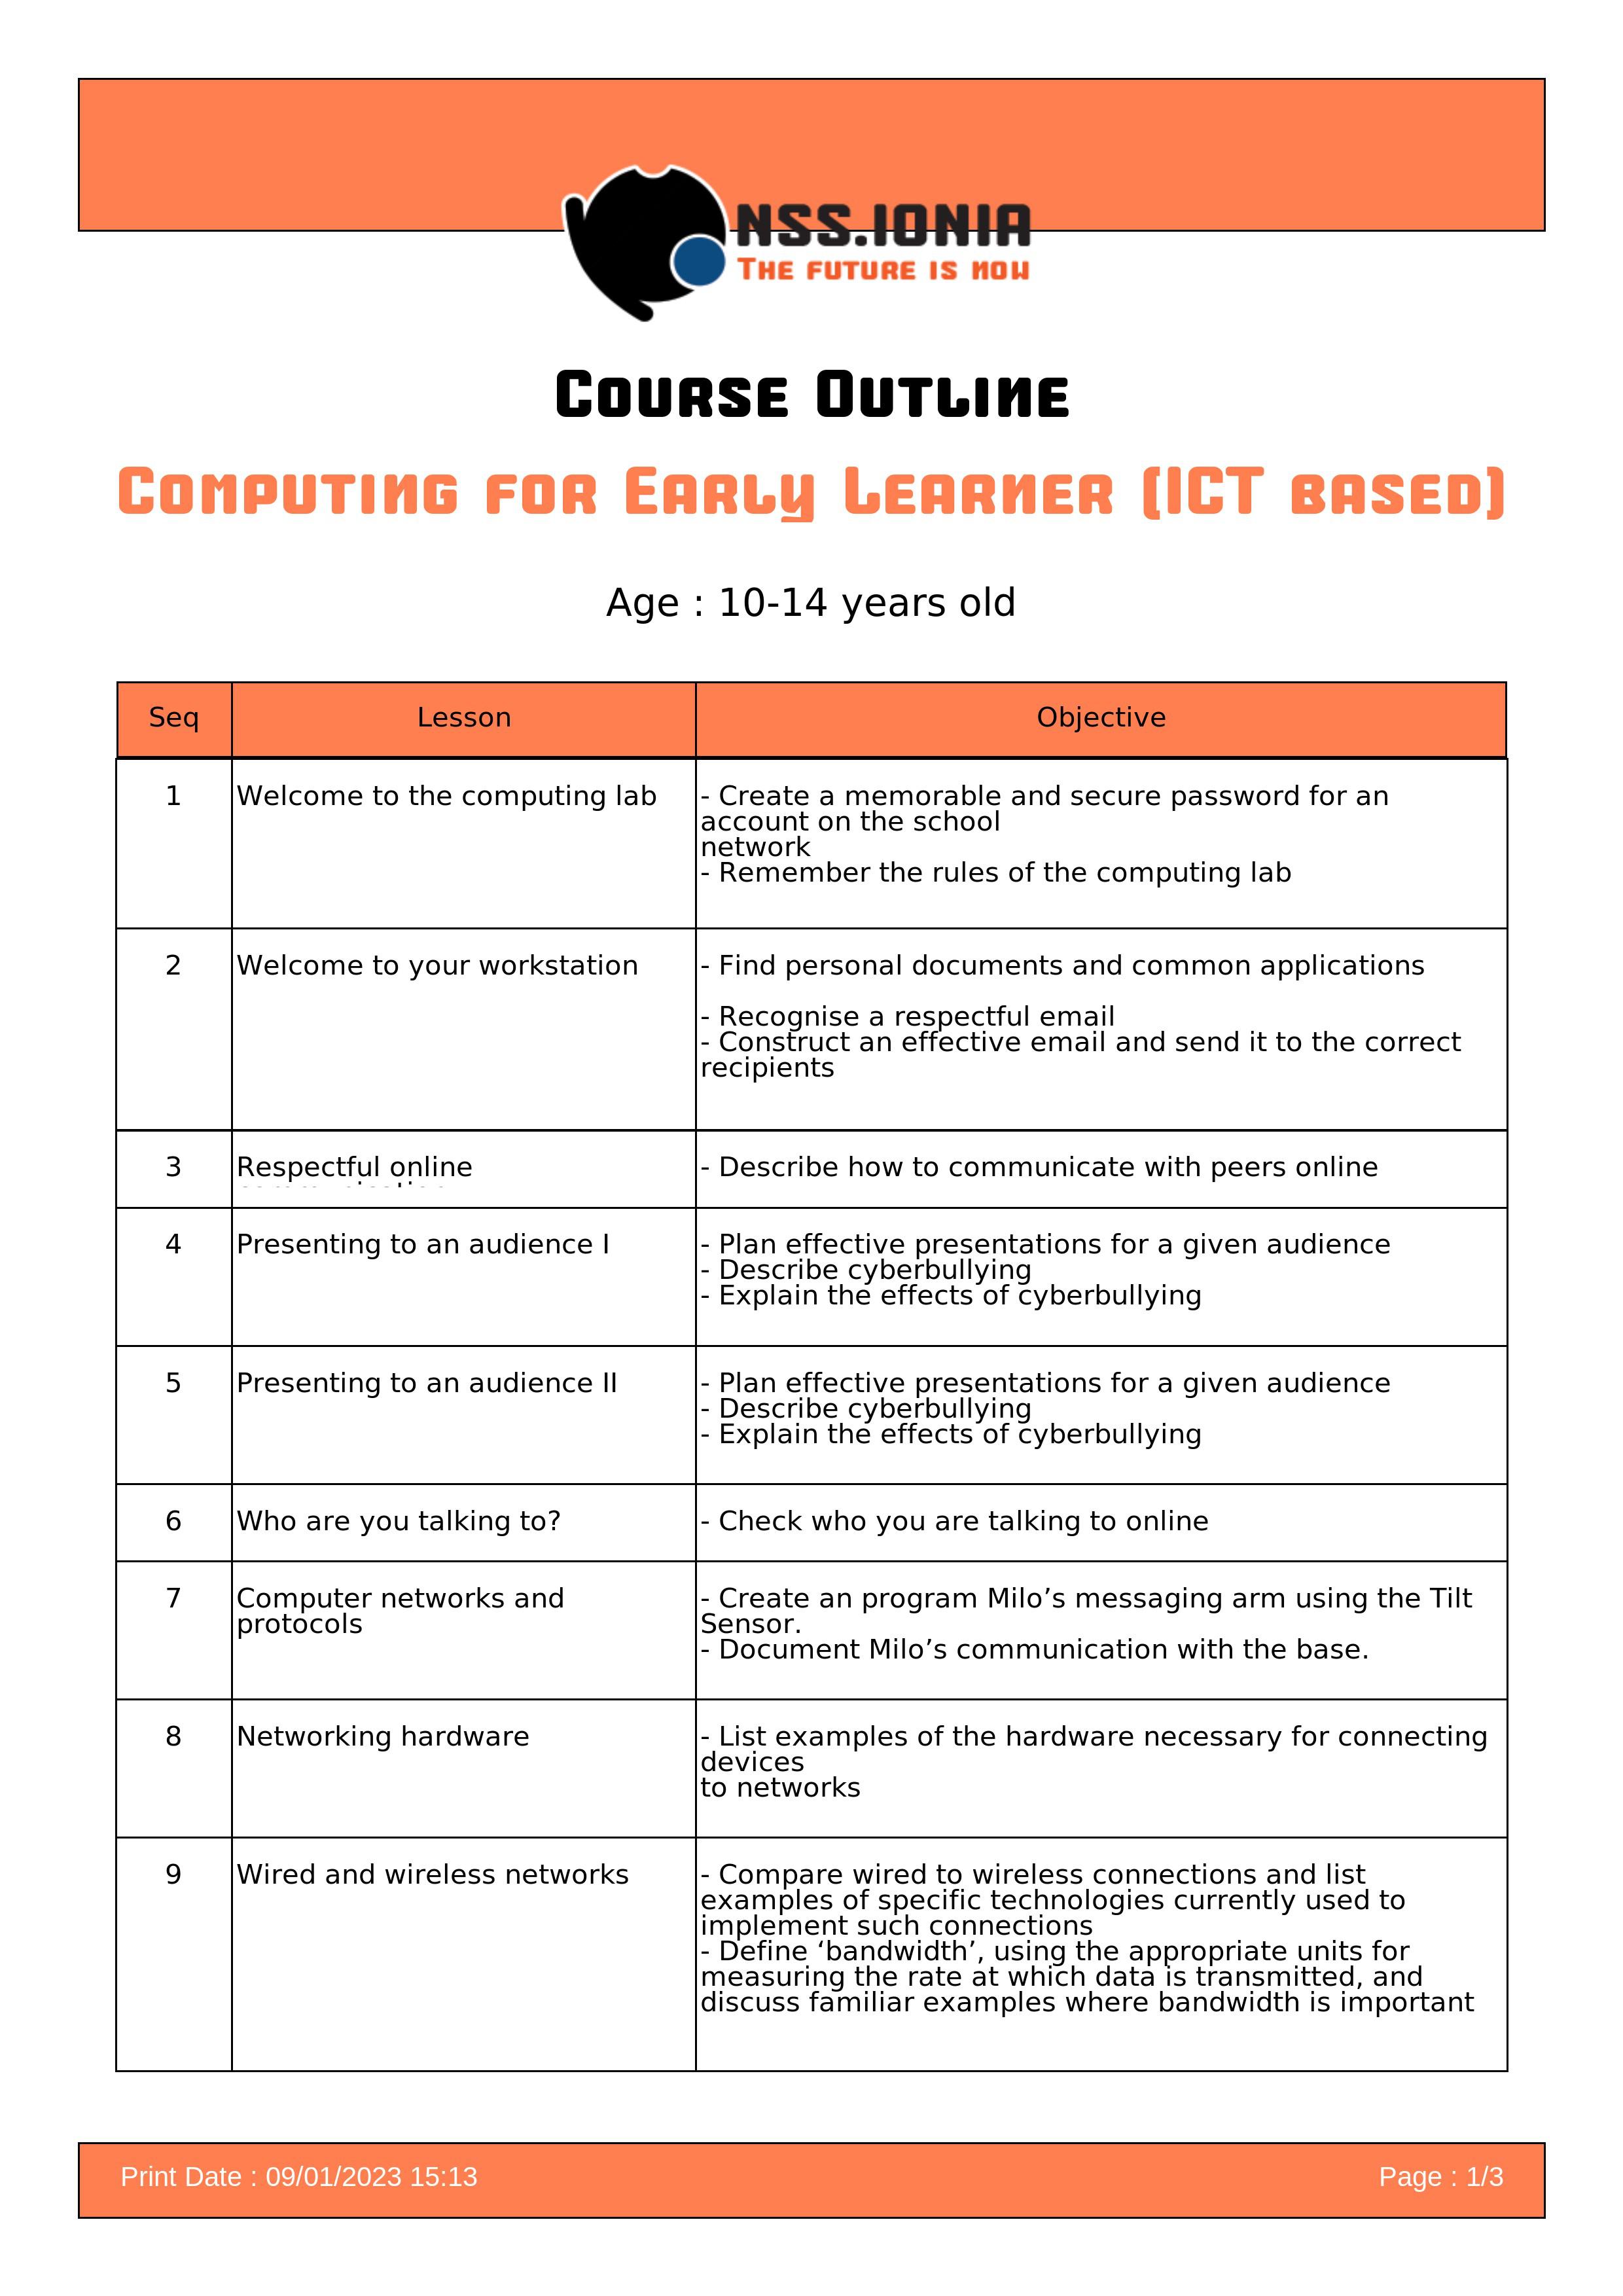 NSS.IONIA
The future is now
Course Outline
Computing for Early Learner (ICT based)
Age : 10-14 years old
Seq Lesson Objective
1 Welcome to the computing lab - Create a memorable and secure password for an
account on the school
network
- Remember the rules of the computing lab
2 Welcome to your workstation - Find personal documents and common applications
- Recognise a respectful email
- Construct an effective email and send it to the correct
recipients
3 Respectful online - Describe how to communicate with peers online
4 Presenting to an audience I - Plan effective presentations for a given audience
- Describe cyberbullying
- Explain the effects of cyberbullying
5 Presenting to an audience II - Plan effective presentations for a given audience
- Describe cyberbullying
- Explain the effects of cyberbullying
6 Who are you talking to? - Check who you are talking to online
7 Computer networks and - Create an program Milo’s messaging arm using the Tilt
protocols Sensor.
- Document Milo’s communication with the base.
8 Networking hardware - List examples of the hardware necessary for connecting
devices
to networks
9 Wired and wireless networks - Compare wired to wireless connections and list
examples of specific technologies currently used to
implement such connections
- Define ‘bandwidth’, using the appropriate units for
measuring the rate at which data is transmitted, and
discuss familiar examples where bandwidth is important
Print Date : 09/01/2023 15:13 Page : 1/3